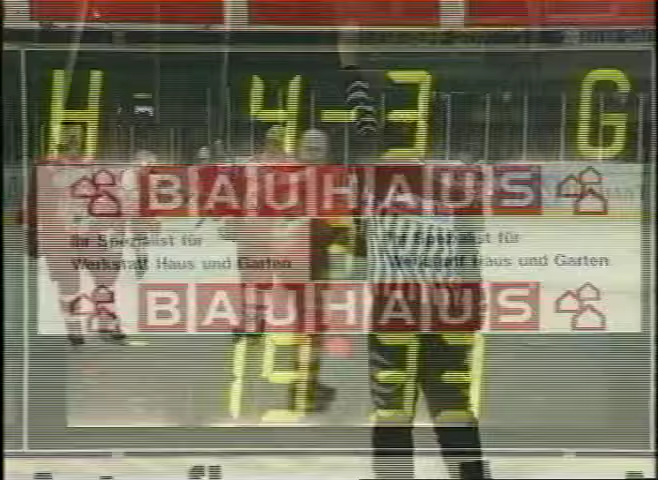 H 4-3 G
BAUHAUS
Ihr Spezialist für
Werkstatt Haus und Garten
Ihr Spezialist für
Werkstatt Haus und Garten
BAUHAUS
19 33